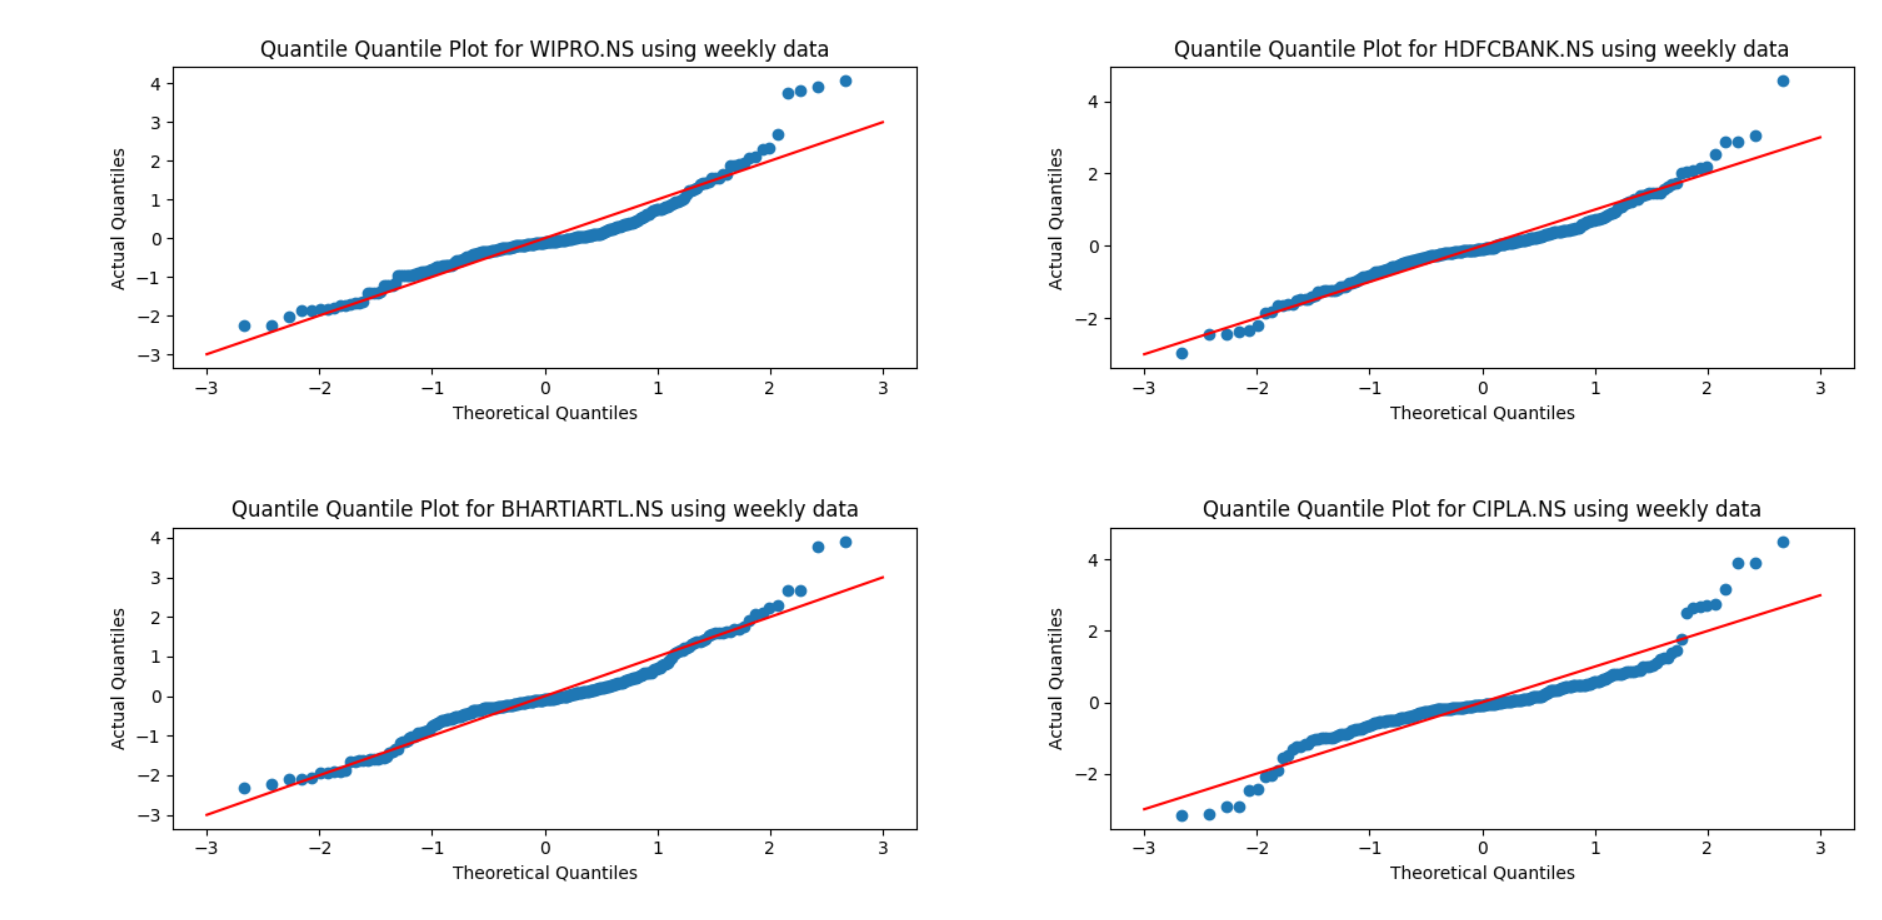 Quantile Quantile Plot for WIPRO.NS using weekly data
4
3
2
1
0
−1
−2
−3
Actual Quantiles
−3 −2 −1 0 1 2 3
Theoretical Quantiles
Quantile Quantile Plot for HDFCBANK.NS using weekly data
4
2
0
−2
Actual Quantiles
−3 −2 −1 0 1 2 3
Theoretical Quantiles
Quantile Quantile Plot for BHARTIARTL.NS using weekly data
4
3
2
1
0
−1
−2
−3
Actual Quantiles
−3 −2 −1 0 1 2 3
Theoretical Quantiles
Quantile Quantile Plot for CIPLA.NS using weekly data
4
2
0
−2
Actual Quantiles
−3 −2 −1 0 1 2 3
Theoretical Quantiles